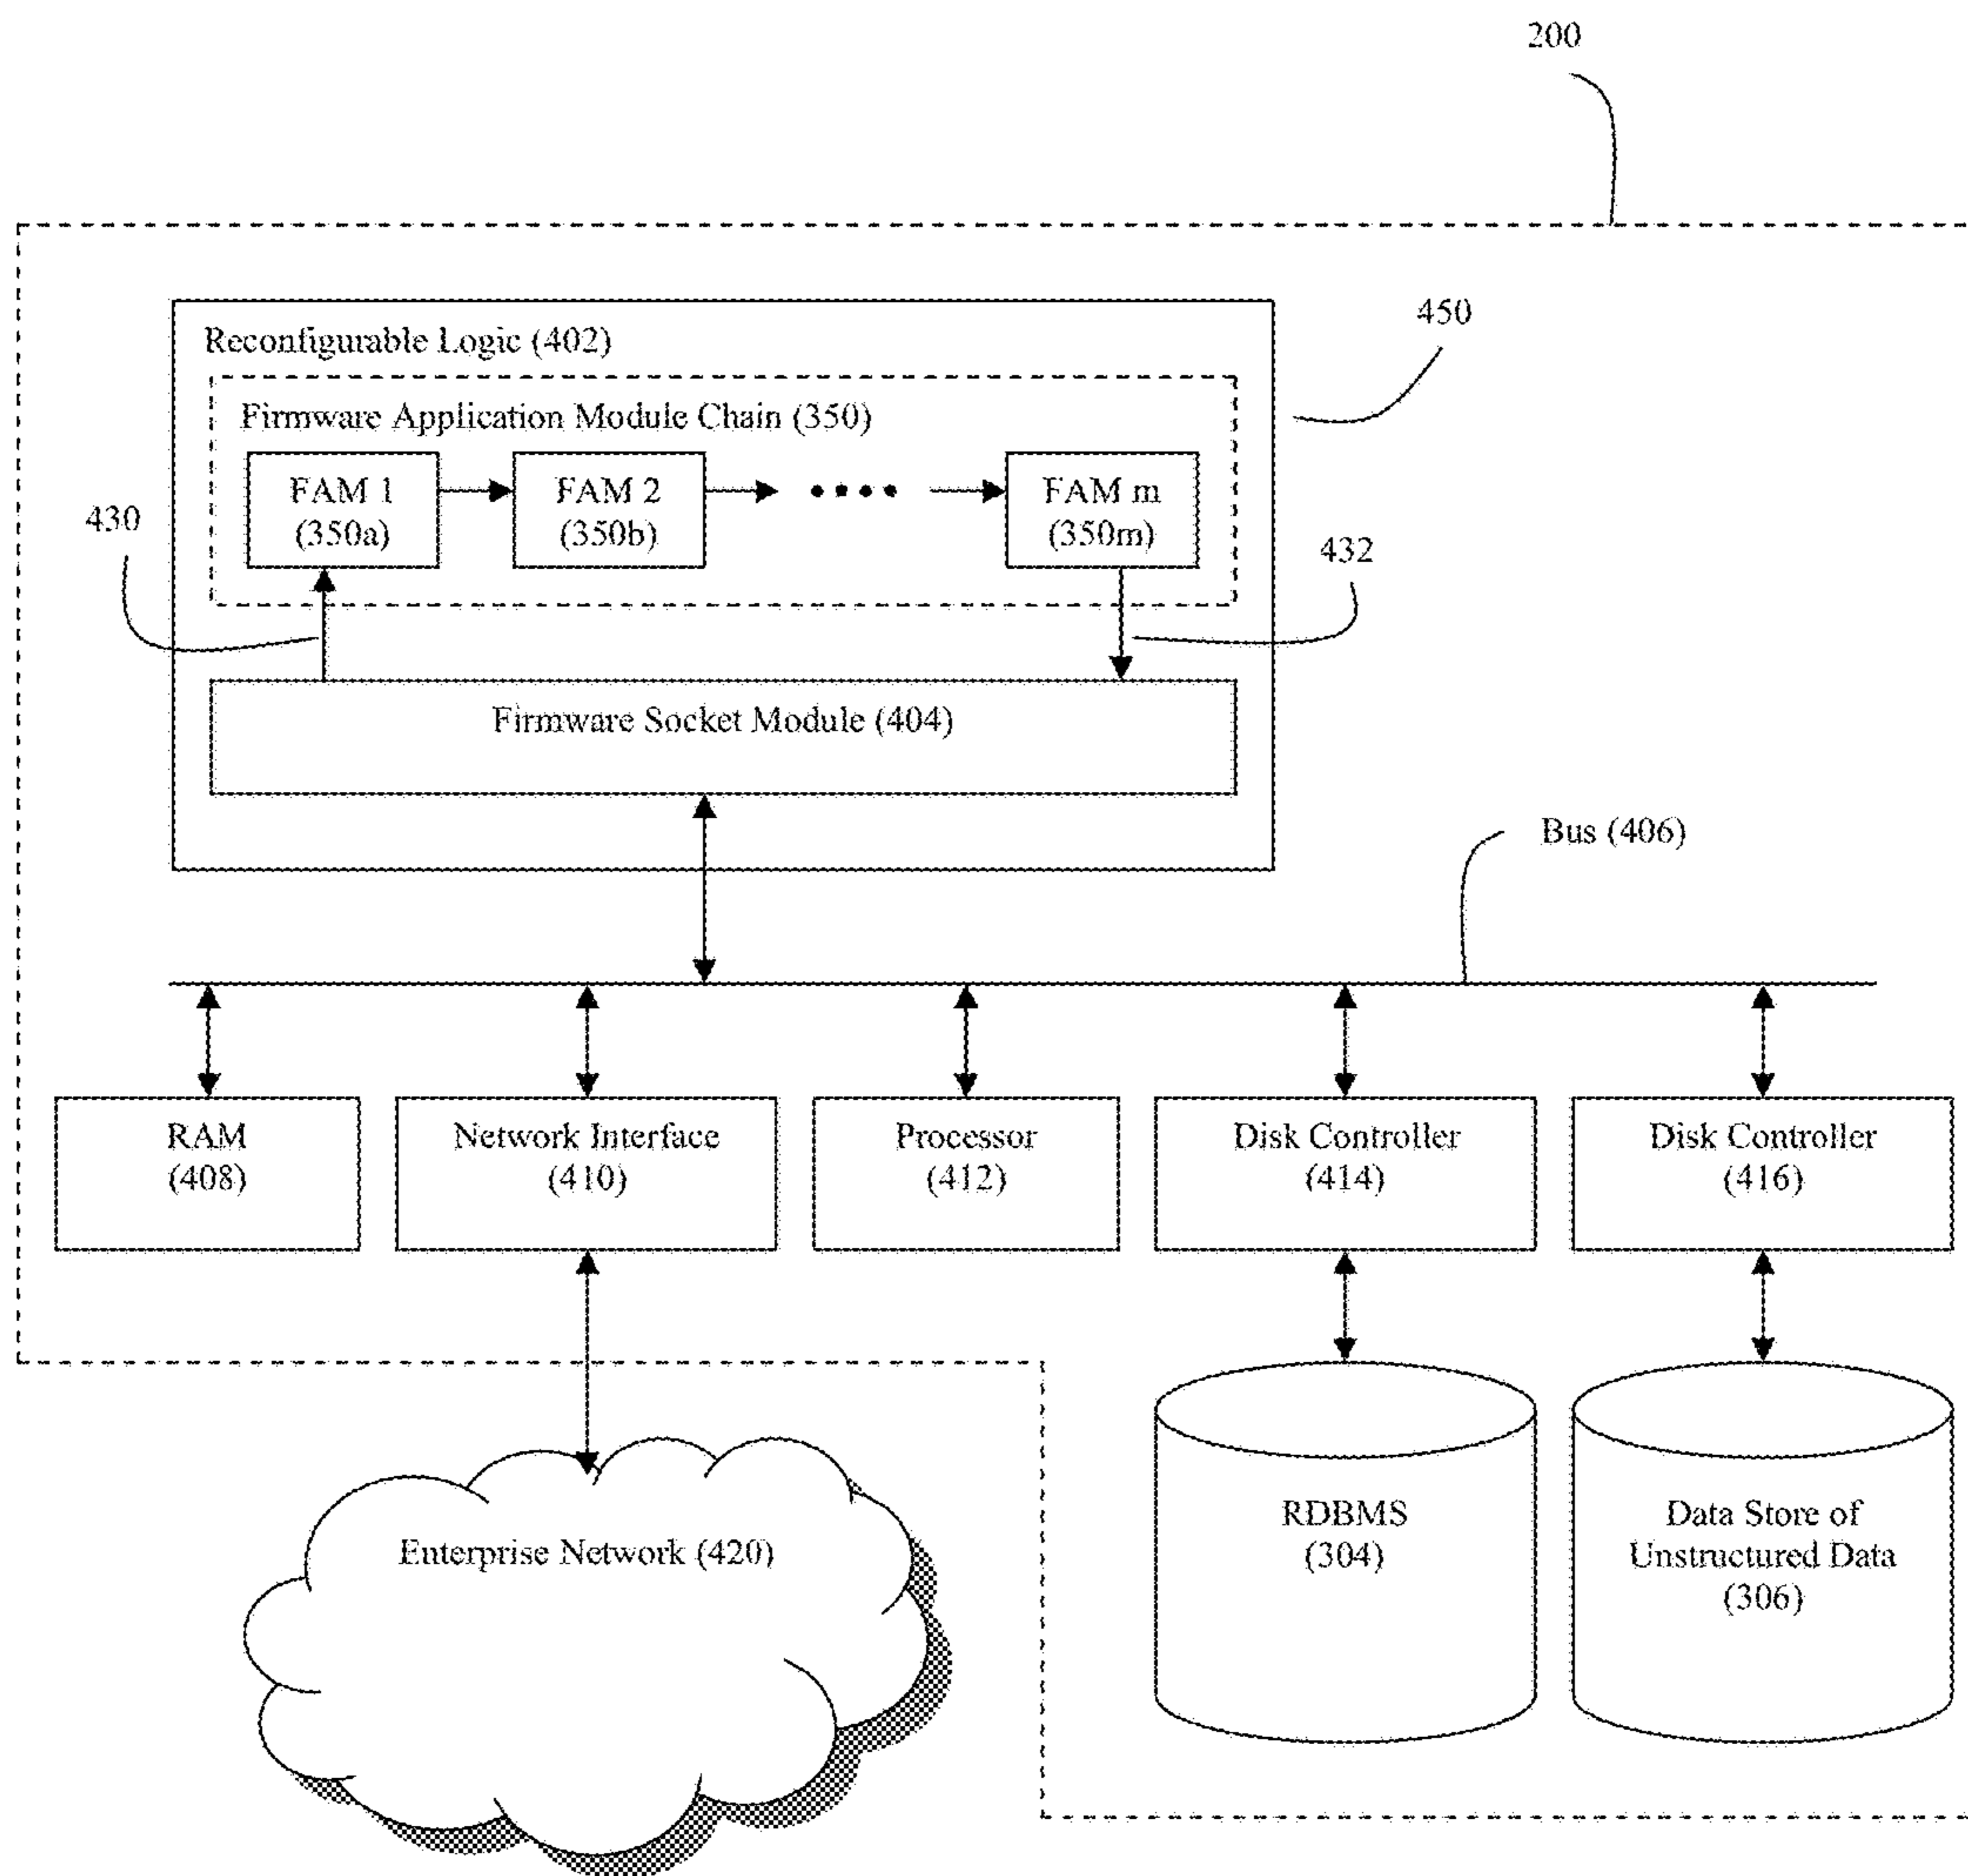 200
450
Reconfigurable Logic (402)
Firmware Application Module Chain (350)
FAM 1
(350a)
FAM 2
(350b)
FAM m
(350m)
430
432
Firmware Socket Module (404)
Bus (406)
RAM
(408)
Network Interface
(410)
Processor
(412)
Disk Controller
(414)
Disk Controller
(416)
Enterprise Network (420)
RDBMS
(304)
Data Store of
Unstructured Data
(306)